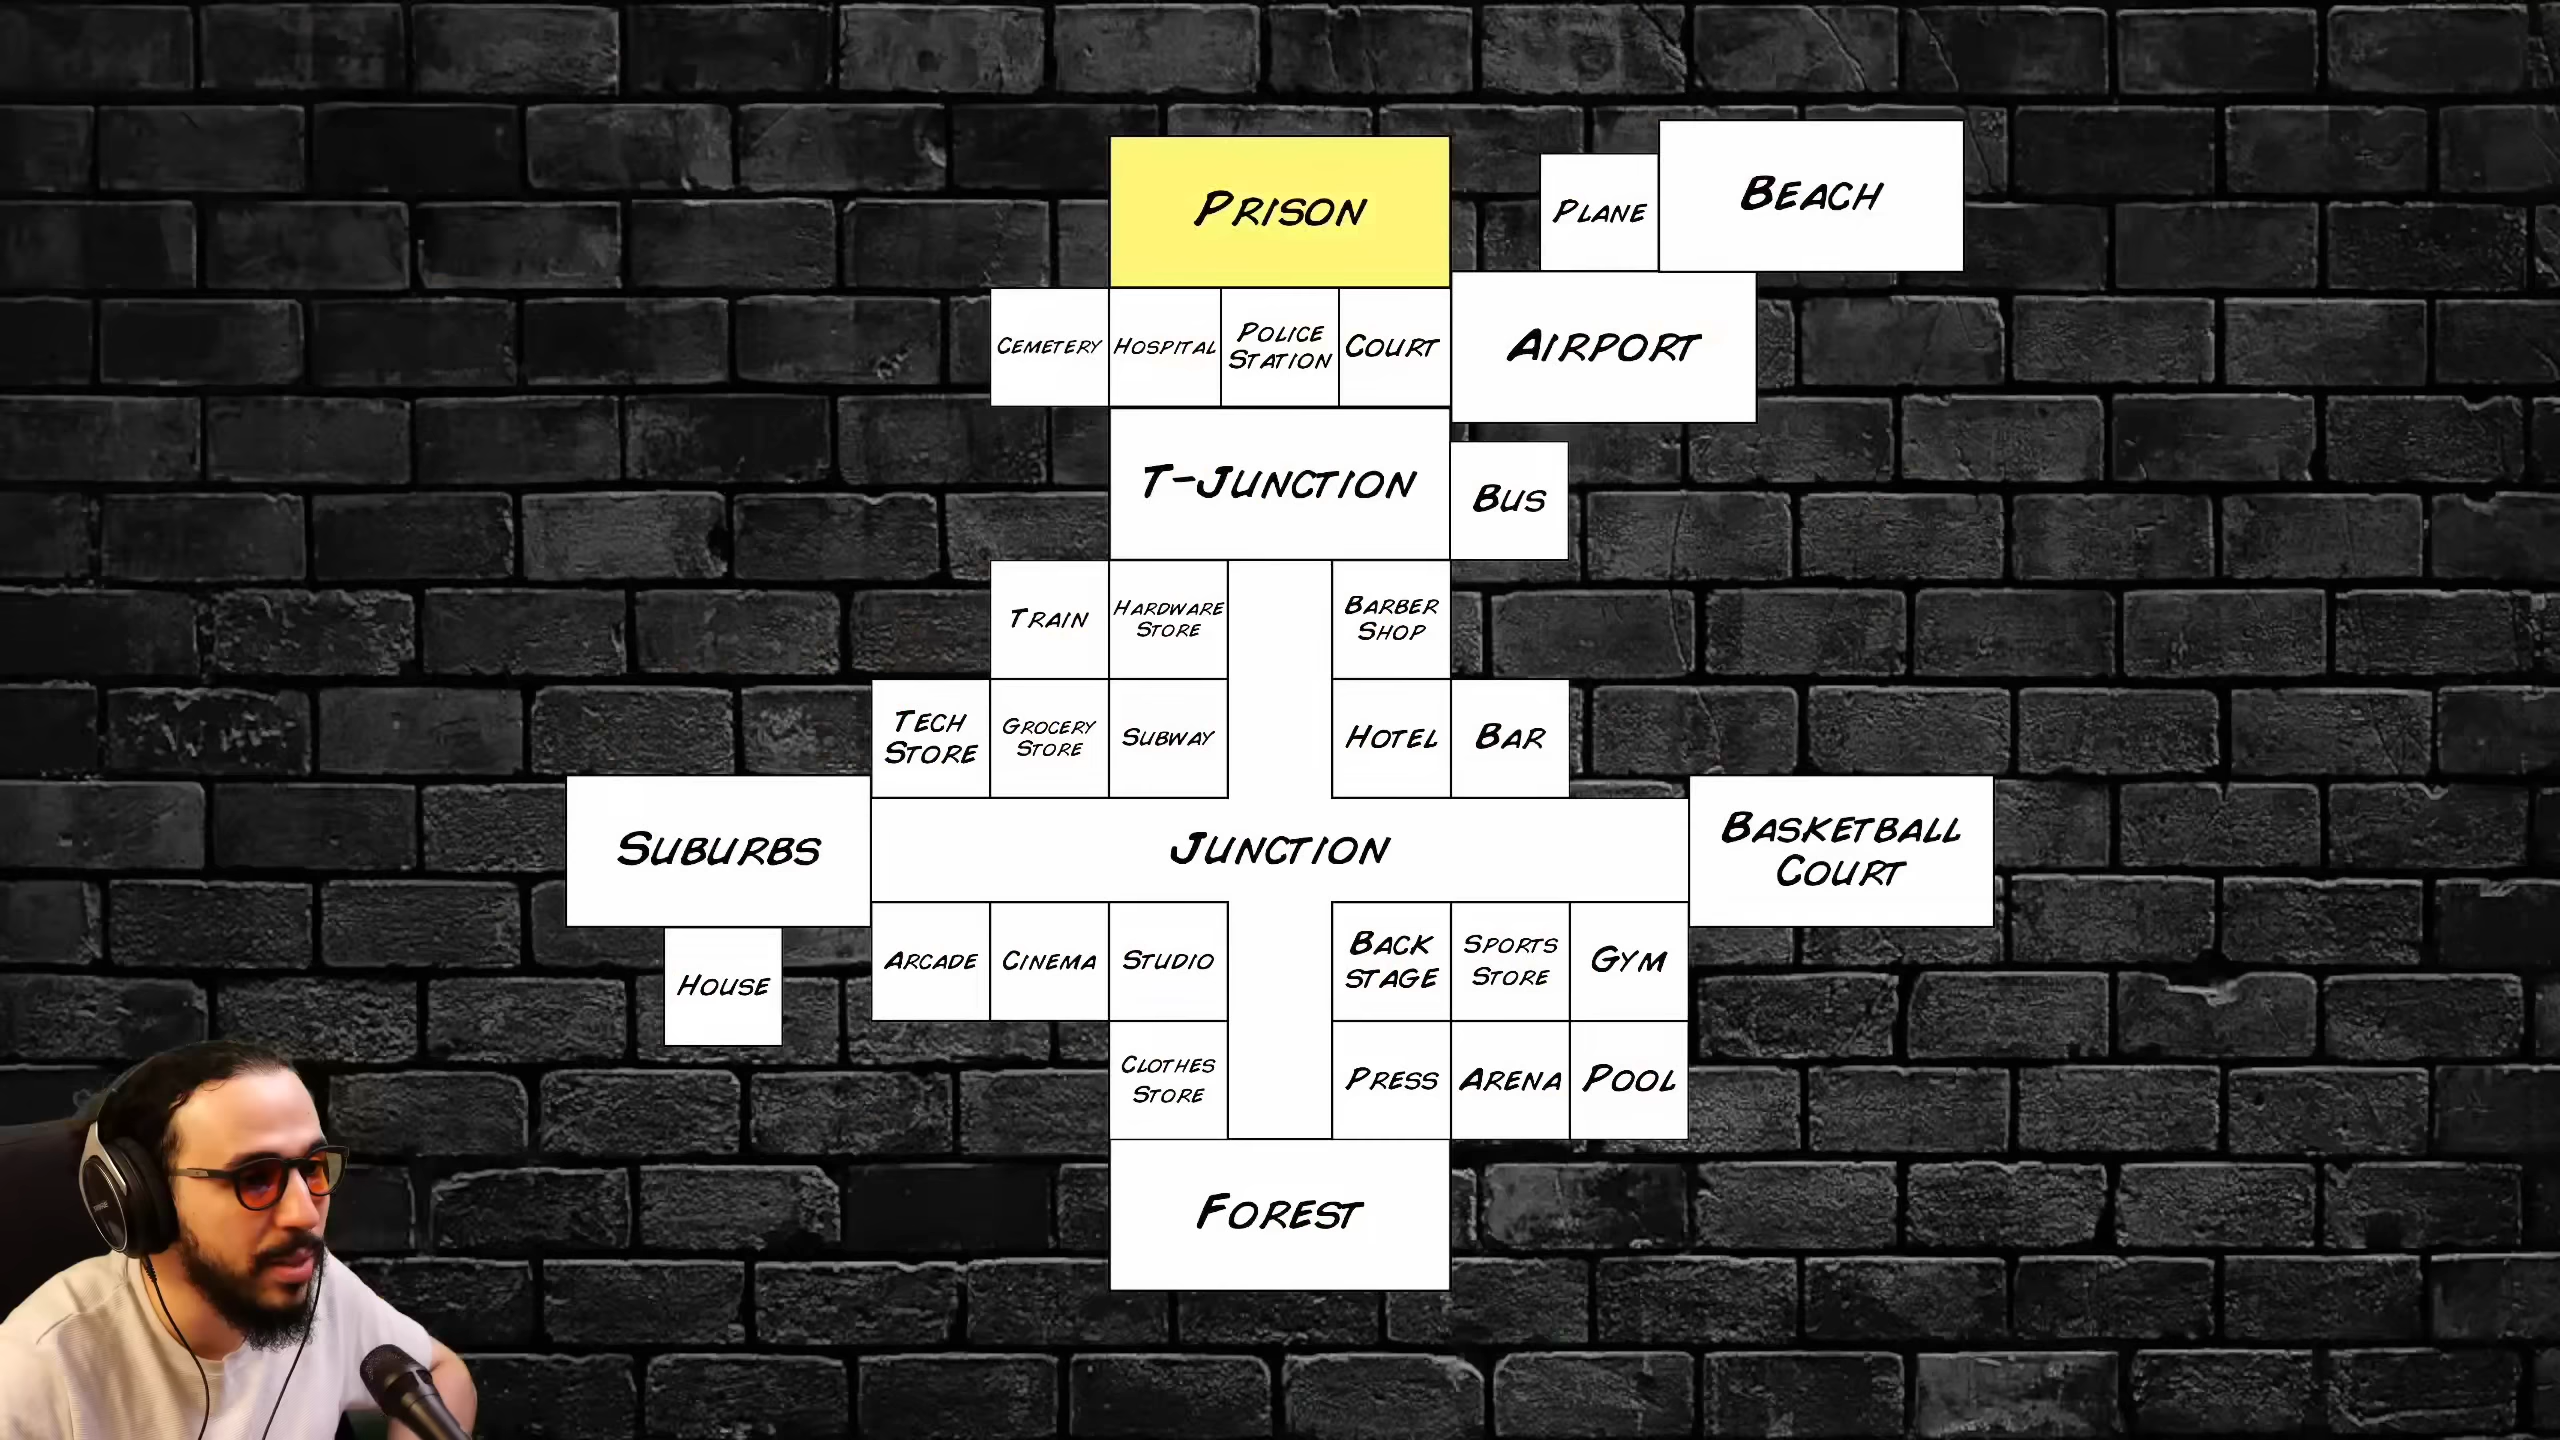 PRISON
PLANE
BEACH
CEMETERY
HOSPITAL
POLICE
STATION
COURT
AIRPORT
T-JUNCTION
BUS
TRAIN
HARDWARE
STORE
BARBER
SHOP
TECH
STORE
GROCERY
STORE
SUBWAY
HOTEL
BAR
SUBURBS
JUNCTION
BASKETBALL
COURT
HOUSE
ARCADE
CINEMA
STUDIO
BACK
STAGE
SPORTS
STORE
GYM
CLOTHES
STORE
PRESS
ARENA
POOL
FOREST